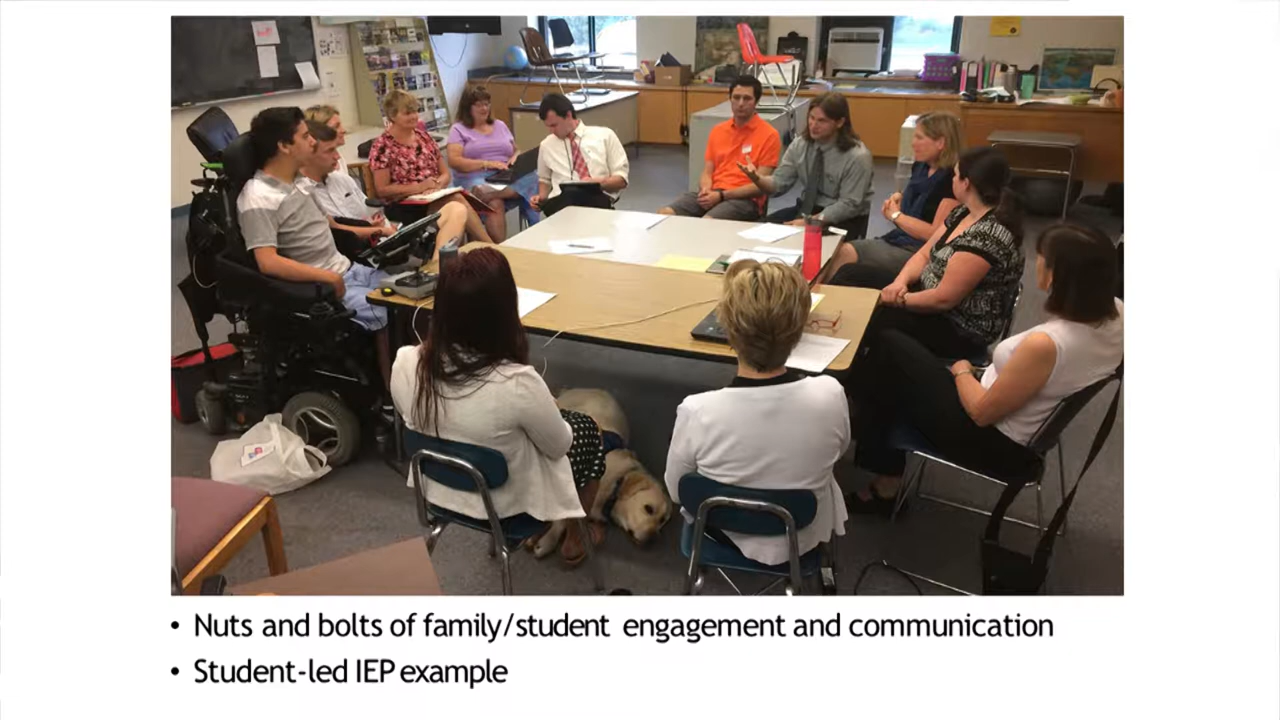 • Nuts and bolts of family/student engagement and communication
• Student-led IEP example